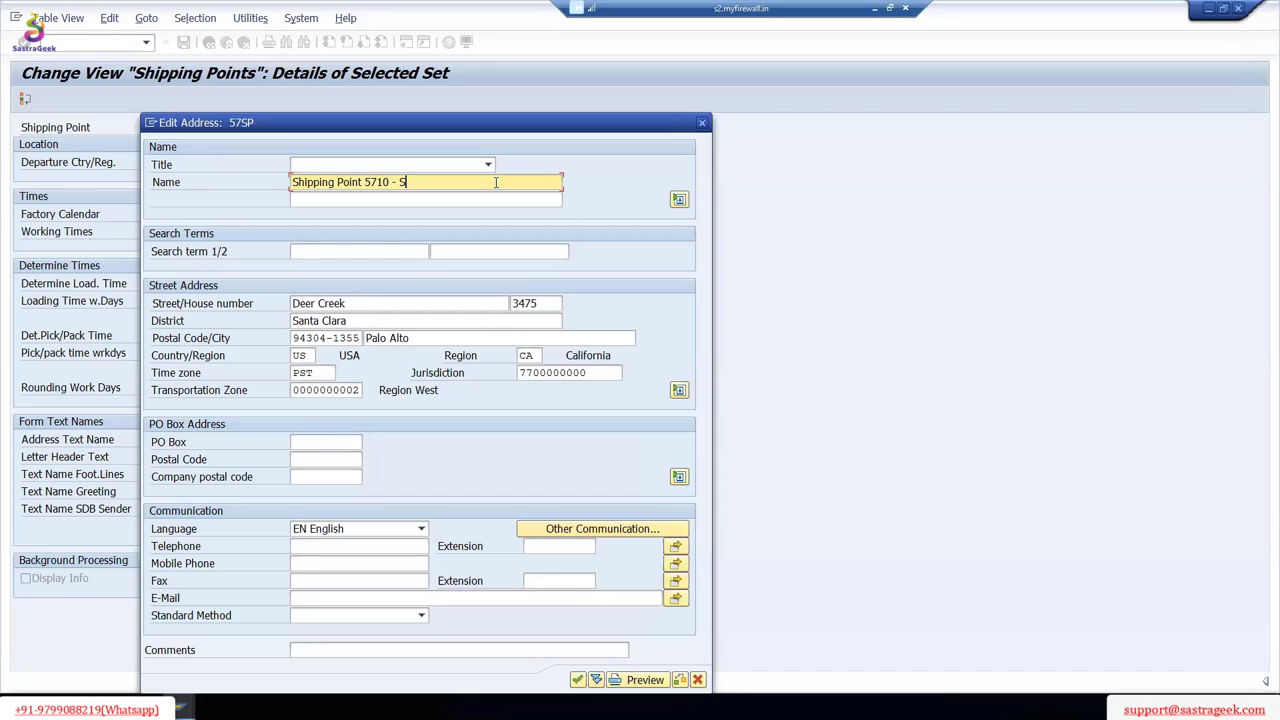 Table View Edit Goto Selection Utilities System Help
s2.myfirewall.in
SastraGeek
Change View "Shipping Points": Details of Selected Set
Shipping Point
Location
Departure Ctry/Reg.
Times
Factory Calendar
Working Times
Determine Times
Determine Load. Time
Loading Time w.Days
Det.Pick/Pack Time
Pick/pack time wrkdys
Rounding Work Days
Form Text Names
Address Text Name
Letter Header Text
Text Name Foot.Lines
Text Name Greeting
Text Name SDB Sender
Background Processing
Display Info
Edit Address: 57SP
Name
Title
Name Shipping Point 5710 - S
Search Terms
Search term 1/2
Street Address
Street/House number Deer Creek 3475
District Santa Clara
Postal Code/City 94304-1355 Palo Alto
Country/Region US USA Region CA California
Time zone PST Jurisdiction 7700000000
Transportation Zone 0000000002 Region West
PO Box Address
PO Box
Postal Code
Company postal code
Communication
Language EN English Other Communication...
Telephone Extension
Mobile Phone
Fax Extension
E-Mail
Standard Method
Comments
Preview
+91-9799088219(Whatsapp)
support@sastrageek.com